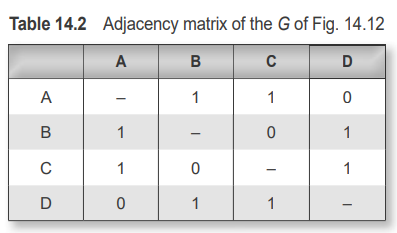 Table 14.2 Adjacency matrix of the G of Fig. 14.12
A B C D
A – 1 1 0
B 1 – 0 1
C 1 0 – 1
D 0 1 1 –